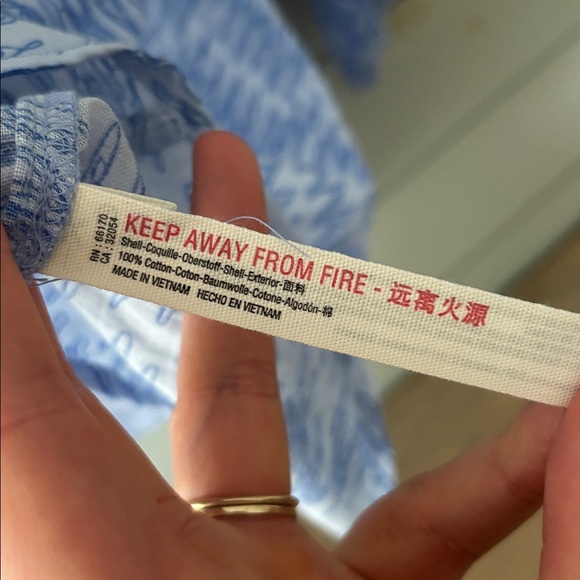 RN : 66170
CA : 32054
KEEP AWAY FROM FIRE - 远离火源
Shell-Coquille-Oberstoff-Shell-Exterior-面料
100% Cotton-Coton-Baumwolle-Cotone-Algodón-棉
MADE IN VIETNAM HECHO EN VIETNAM